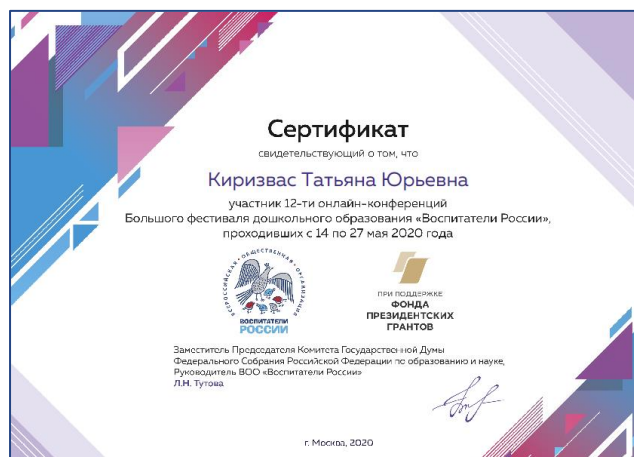 Сертификат
свидетельствующий о том, что
Киризвас Татьяна Юрьевна
участник 12-ти онлайн-конференций
Большого фестиваля дошкольного образования «Воспитатели России»,
проходивших с 14 по 27 мая 2020 года
ВСЕРОССИЙСКАЯ • ОБЩЕСТВЕННАЯ • ОРГАНИЗАЦИЯ
ВОСПИТАТЕЛИ
РОССИИ
ПРИ ПОДДЕРЖКЕ
ФОНДА
ПРЕЗИДЕНТСКИХ
ГРАНТОВ
Заместитель Председателя Комитета Государственной Думы
Федерального Собрания Российской Федерации по образованию и науке,
Руководитель ВОО «Воспитатели России»
Л.Н. Тутова
г. Москва, 2020